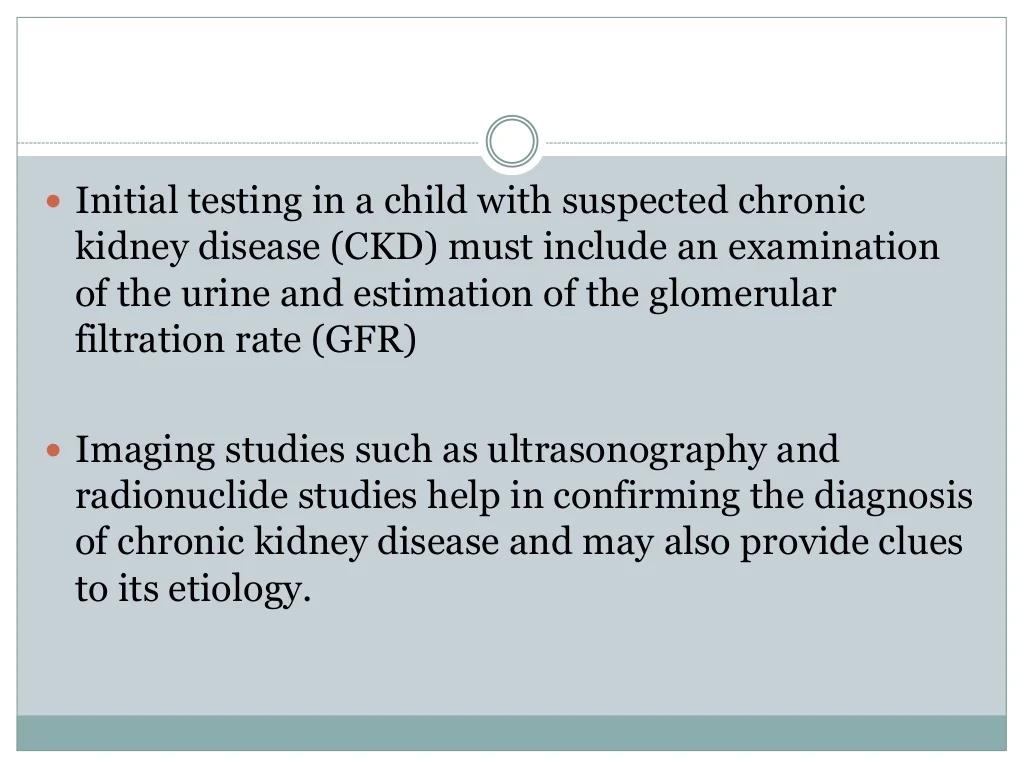 • Initial testing in a child with suspected chronic
kidney disease (CKD) must include an examination
of the urine and estimation of the glomerular
filtration rate (GFR)
• Imaging studies such as ultrasonography and
radionuclide studies help in confirming the diagnosis
of chronic kidney disease and may also provide clues
to its etiology.